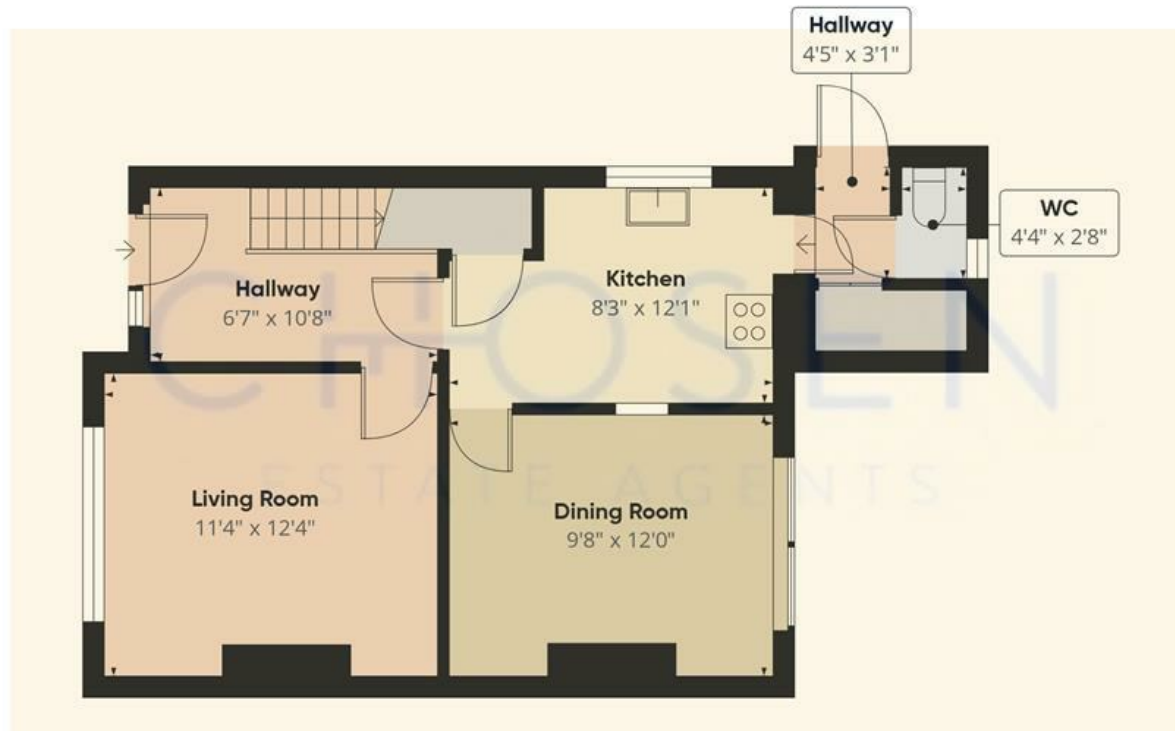 Hallway
4'5" x 3'1"
WC
4'4" x 2'8"
Kitchen
8'3" x 12'1"
Hallway
6'7" x 10'8"
CHOSEN
ESTATE AGENTS
Living Room
11'4" x 12'4"
Dining Room
9'8" x 12'0"